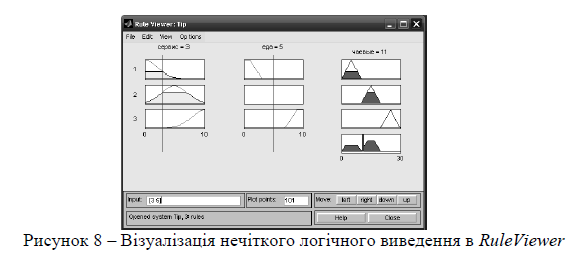 Rule Viewer: Tip
File Edit View Options
сервис = 3 еда = 5 чаевые = 11
1
2
3
0 10 0 10
0 30
Input: [3 5] Plot points: 101 Move: left right down up
Opened system Tip, 3 rules Help Close
Рисунок 8 – Візуалізація нечіткого логічного виведення в RuleViewer